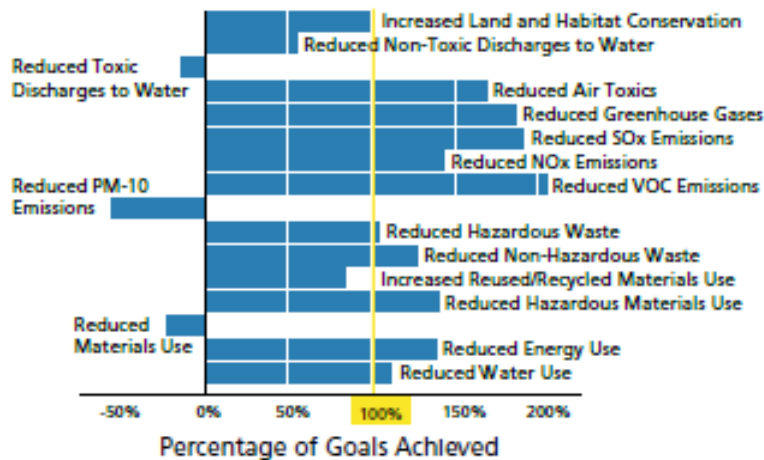 Increased Land and Habitat Conservation
Reduced Non-Toxic Discharges to Water
Reduced Toxic
Discharges to Water
Reduced Air Toxics
Reduced Greenhouse Gases
Reduced SOx Emissions
Reduced NOx Emissions
Reduced VOC Emissions
Reduced PM-10
Emissions
Reduced Hazardous Waste
Reduced Non-Hazardous Waste
Increased Reused/Recycled Materials Use
Reduced Hazardous Materials Use
Reduced
Materials Use
Reduced Energy Use
Reduced Water Use
-50% 0% 50% 100% 150% 200%
Percentage of Goals Achieved